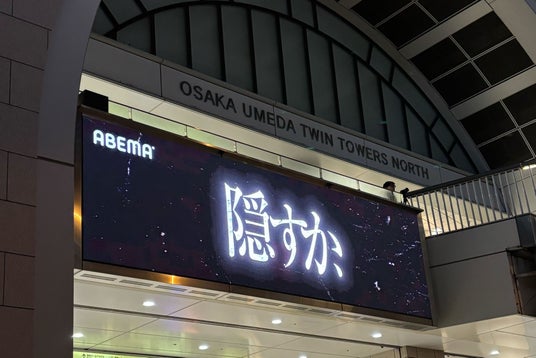 OSAKA UMEDA TWIN TOWERS NORTH
ABEMA
隠すか